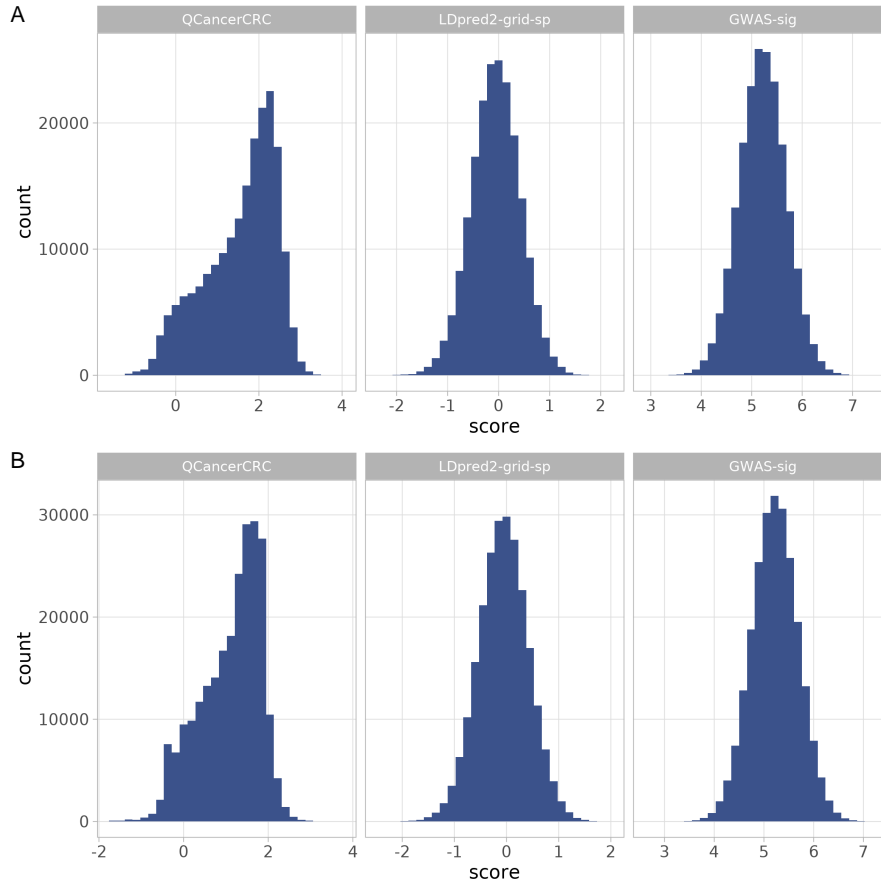 A
QCancerCRC LDpred2-grid-sp GWAS-sig
20000
10000
0
count
0 2 4 -2 -1 0 1 2 3 4 5 6 7
score
B
QCancerCRC LDpred2-grid-sp GWAS-sig
30000
20000
10000
0
count
-2 0 2 4 -2 -1 0 1 2 3 4 5 6 7
score